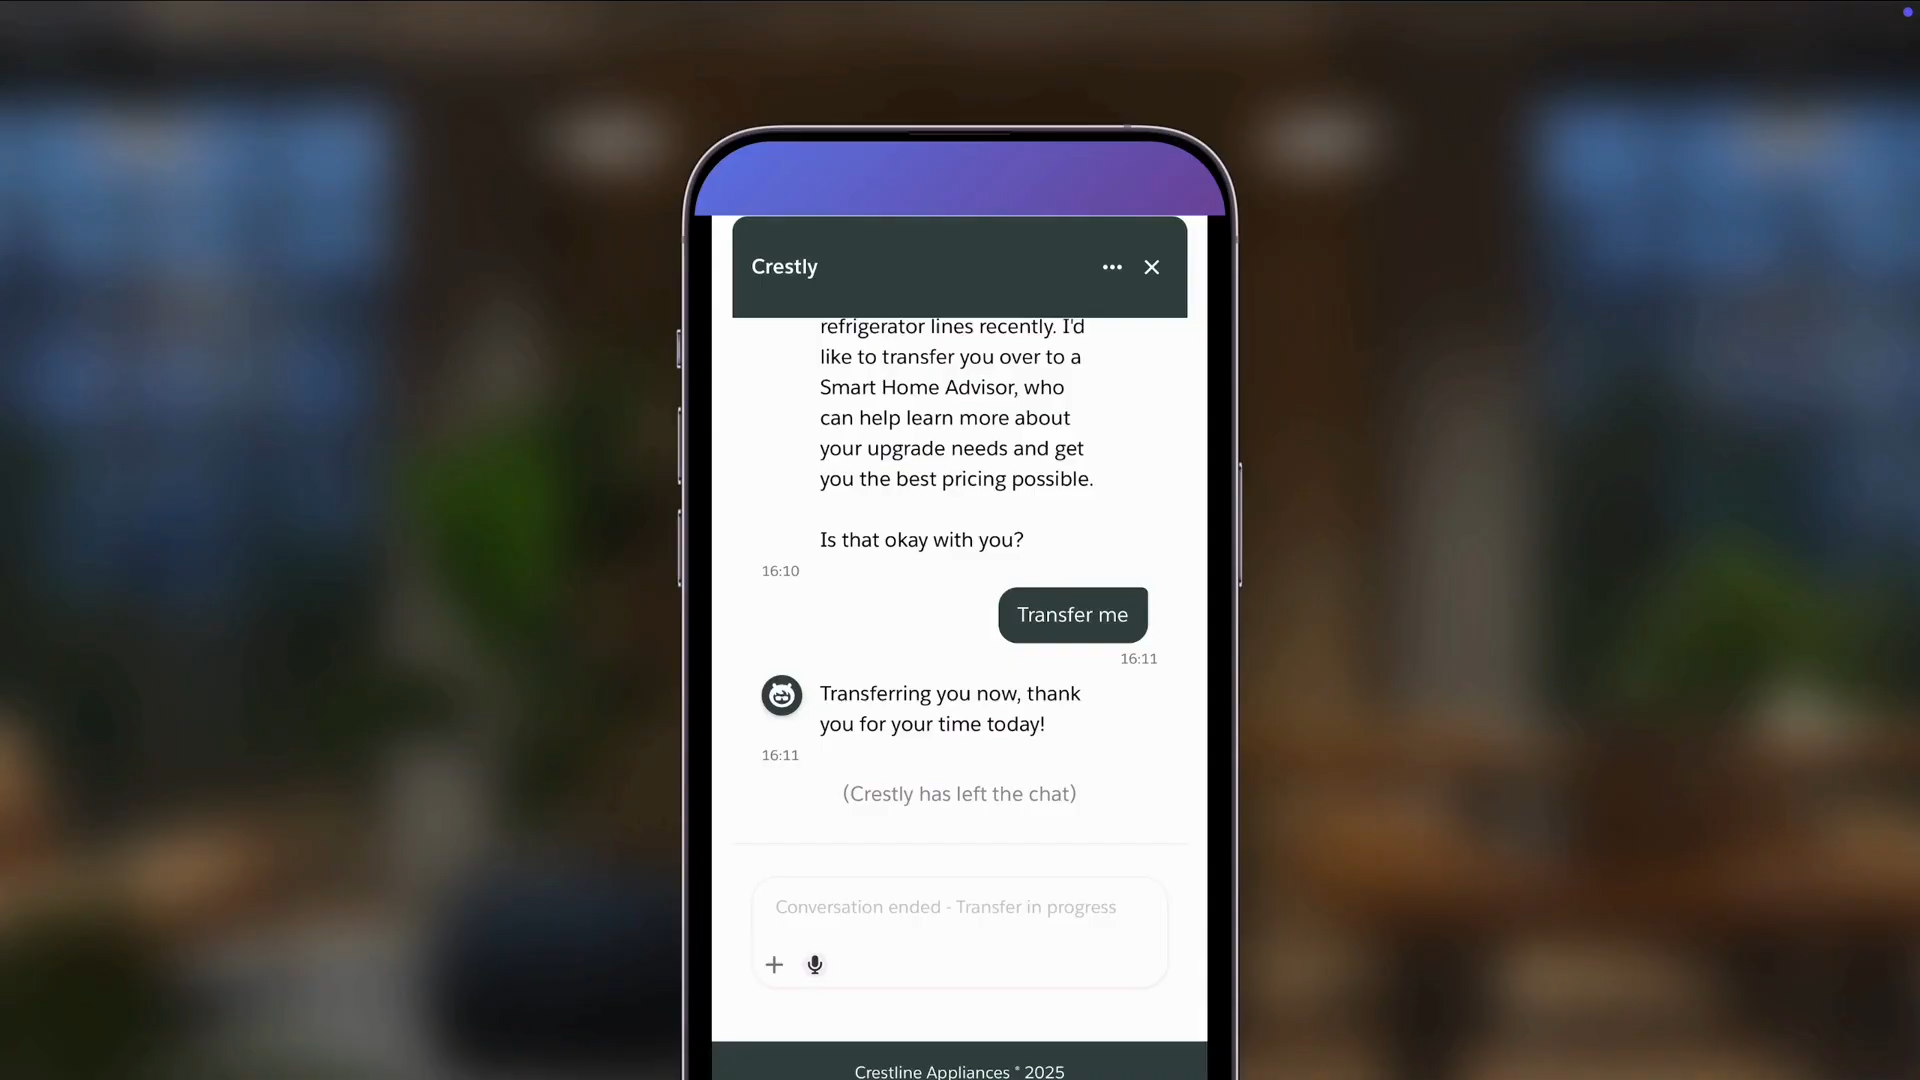 Crestly
refrigerator lines recently. I'd
like to transfer you over to a
Smart Home Advisor, who
can help learn more about
your upgrade needs and get
you the best pricing possible.
Is that okay with you?
16:10
Transfer me
16:11
Transferring you now, thank
you for your time today!
16:11
(Crestly has left the chat)
Conversation ended - Transfer in progress
Crestline Appliances ° 2025